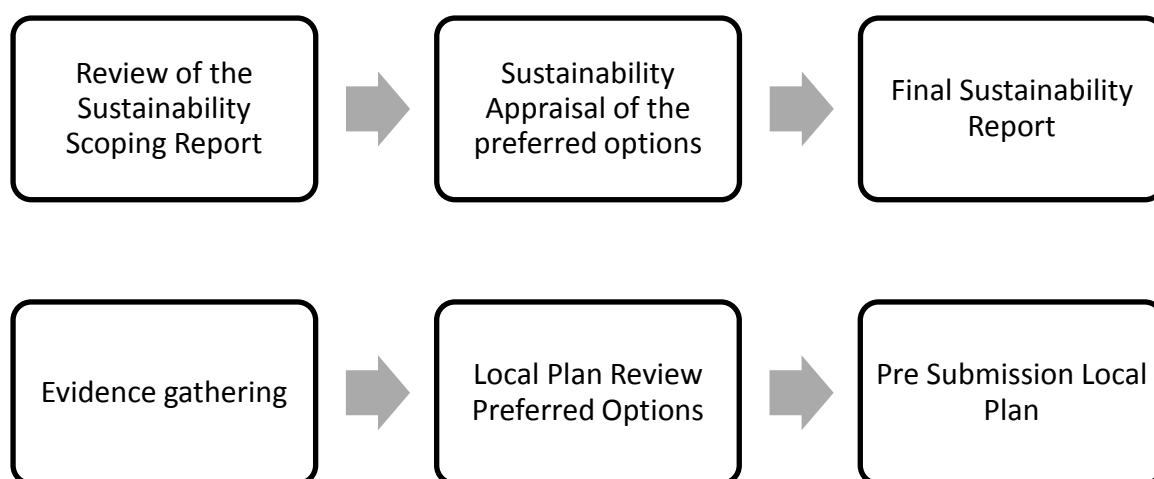 Review of the
Sustainability
Scoping Report
Sustainability
Appraisal of the
preferred options
Final Sustainability
Report
Evidence gathering
Local Plan Review
Preferred Options
Pre Submission Local
Plan